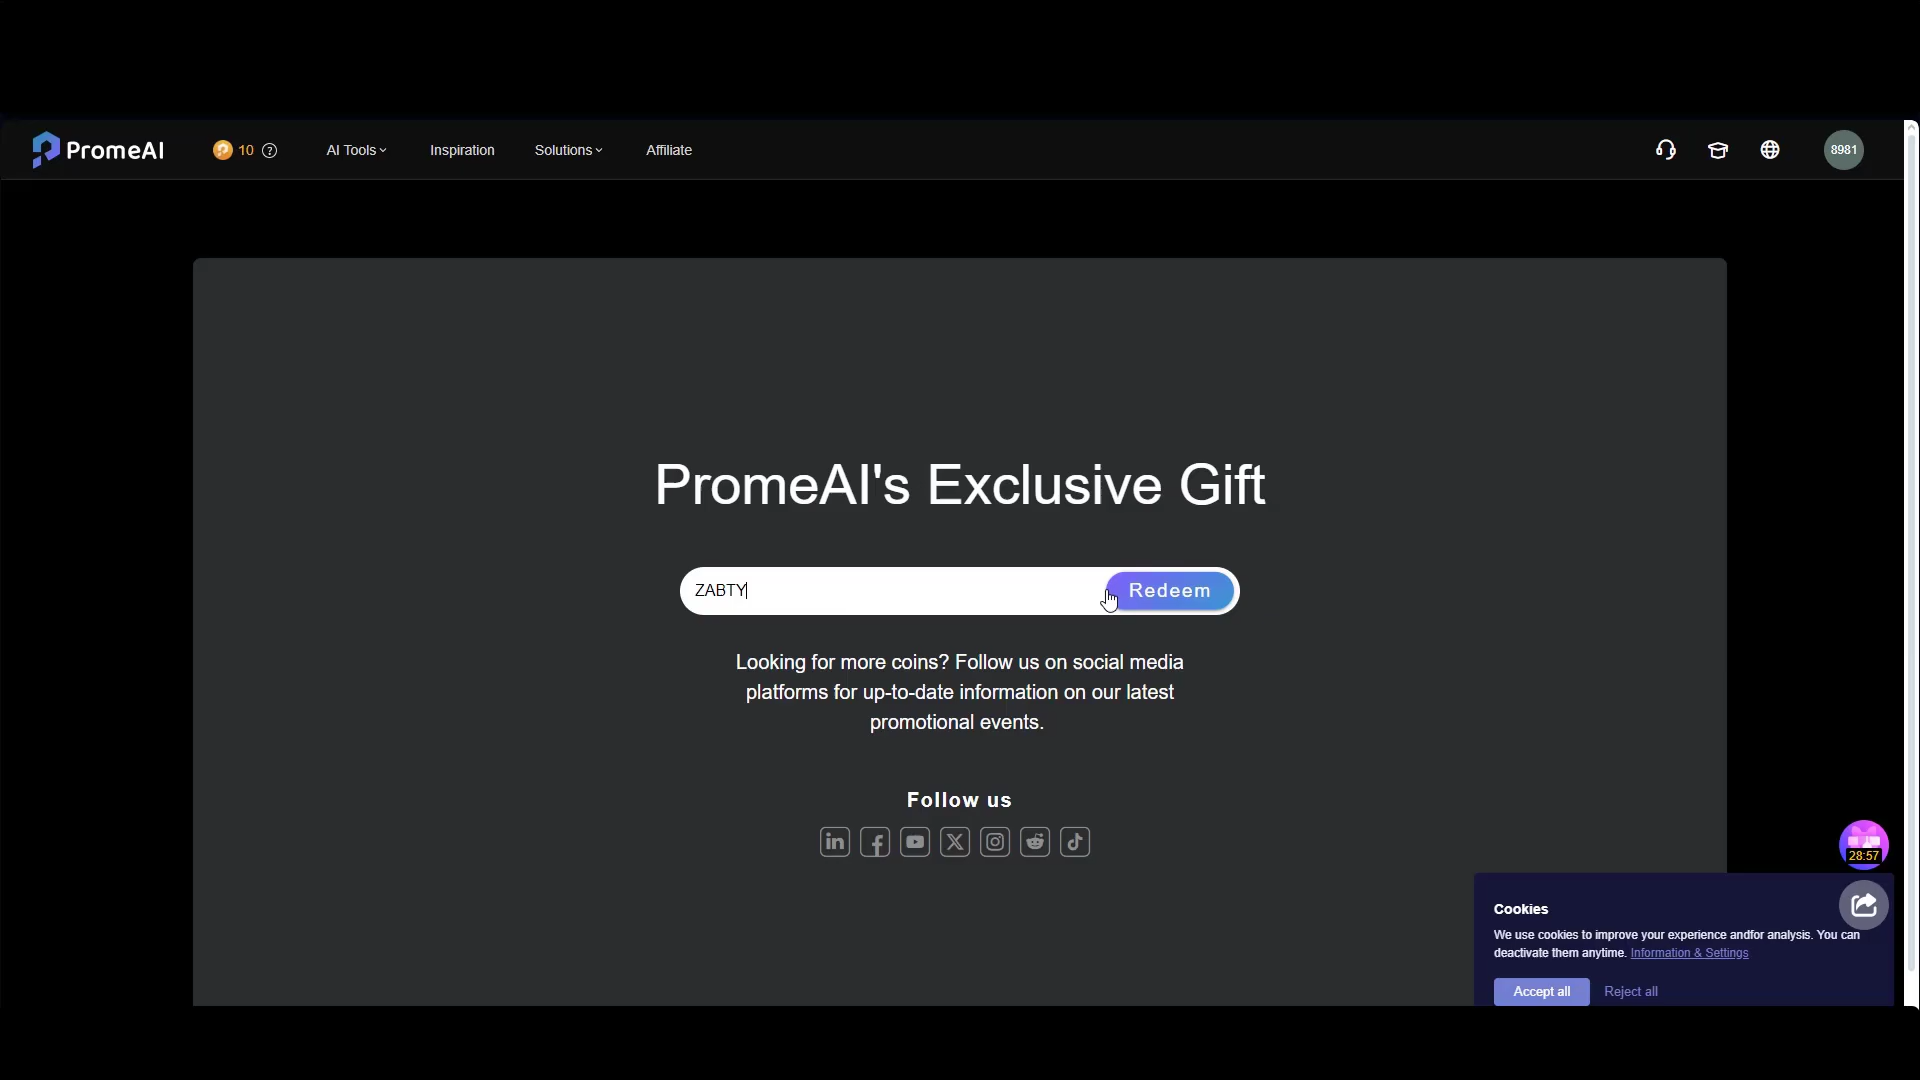 PromeAI
10 ?
AI Tools
Inspiration
Solutions
Affiliate
8981
PromeAI's Exclusive Gift
ZABTY
Redeem
Looking for more coins? Follow us on social media
platforms for up-to-date information on our latest
promotional events.
Follow us
28:57
Cookies
We use cookies to improve your experience andfor analysis. You can
deactivate them anytime. Information & Settings
Accept all
Reject all